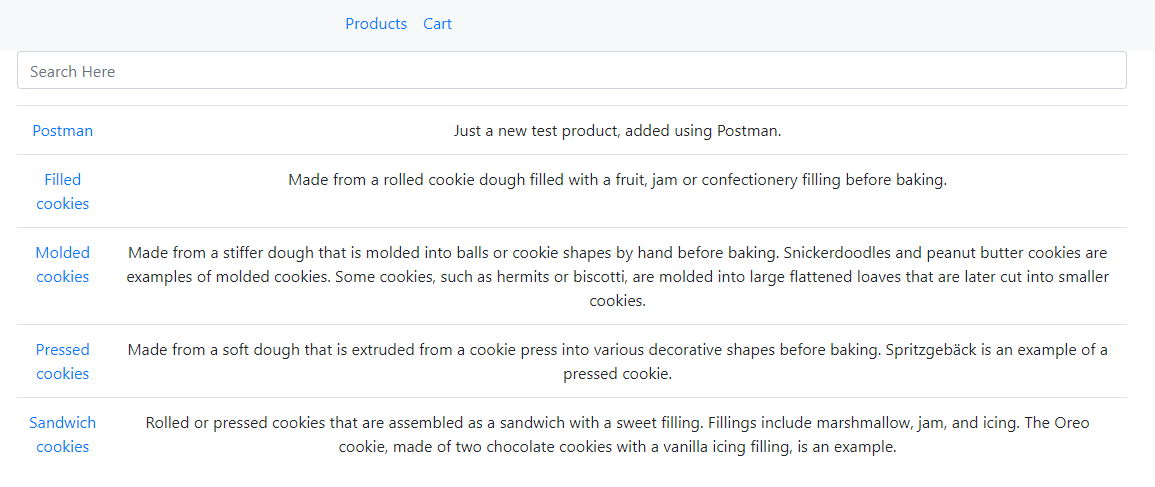 Products Cart
Search Here
Postman Just a new test product, added using Postman.
Filled Made from a rolled cookie dough filled with a fruit, jam or confectionery filling before baking.
cookies
Molded Made from a stiffer dough that is molded into balls or cookie shapes by hand before baking. Snickerdoodles and peanut butter cookies are
cookies examples of molded cookies. Some cookies, such as hermits or biscotti, are molded into large flattened loaves that are later cut into smaller
cookies.
Pressed Made from a soft dough that is extruded from a cookie press into various decorative shapes before baking. Spritzgebäck is an example of a
cookies pressed cookie.
Sandwich Rolled or pressed cookies that are assembled as a sandwich with a sweet filling. Fillings include marshmallow, jam, and icing. The Oreo
cookies cookie, made of two chocolate cookies with a vanilla icing filling, is an example.